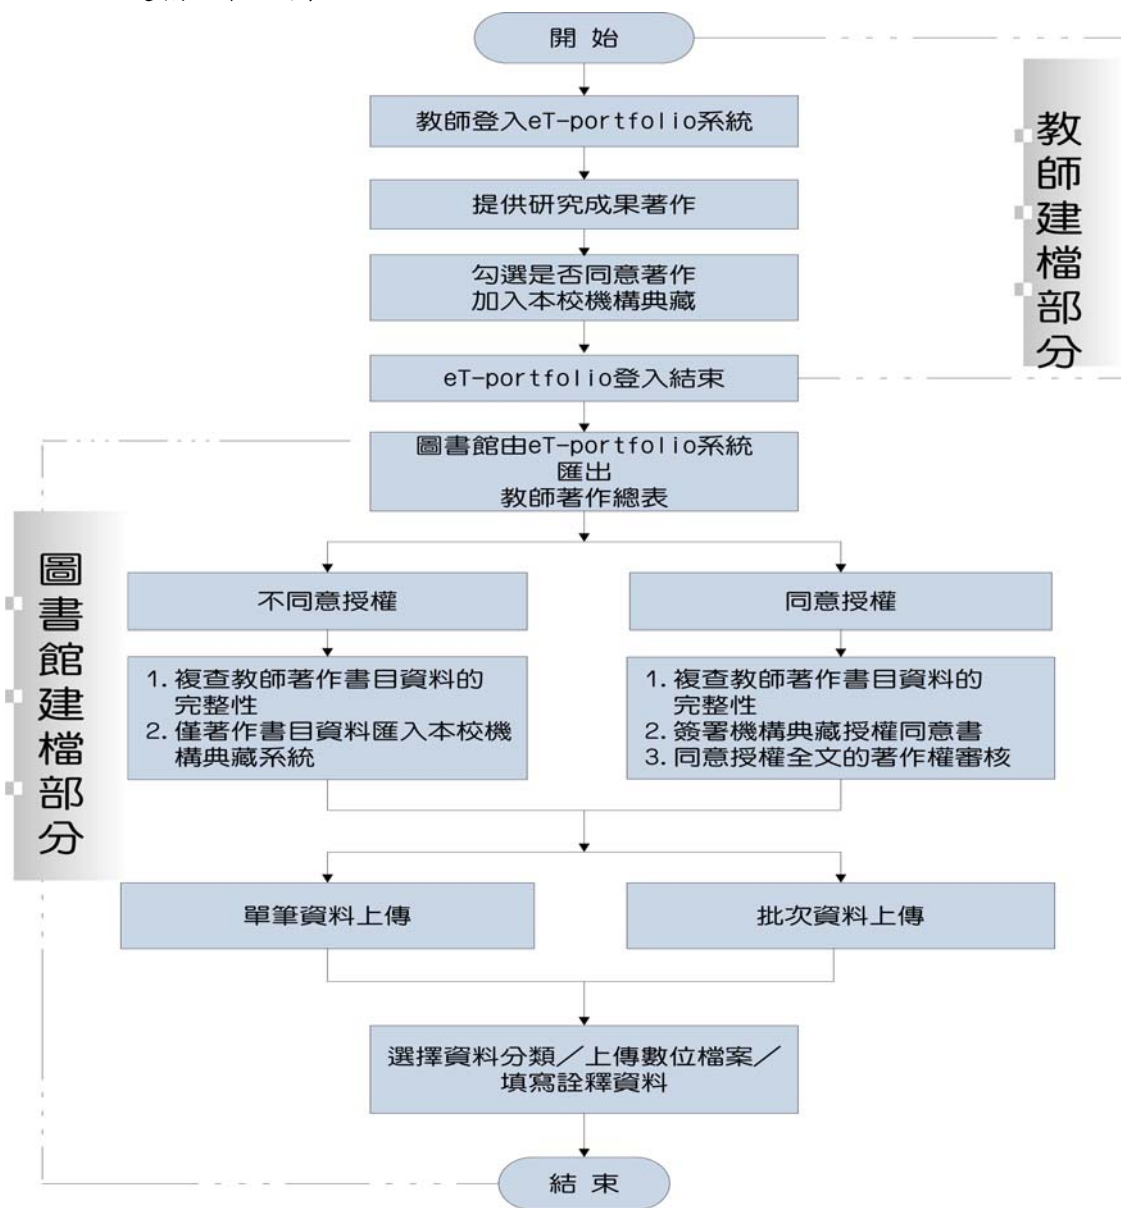 開 始
教師登入eT-portfolio系統
提供研究成果著作
勾選是否同意著作
加入本校機構典藏
eT-portfolio登入結束
教師建檔部分
圖書館由eT-portfolio系統
匯出
教師著作總表
圖書館建檔部分
不同意授權
同意授權
1. 複查教師著作書目資料的
完整性
2. 僅著作書目資料匯入本校機
構典藏系統
1. 複查教師著作書目資料的
完整性
2. 簽署機構典藏授權同意書
3. 同意授權全文的著作權審核
單筆資料上傳
批次資料上傳
選擇資料分類／上傳數位檔案／
填寫詮釋資料
結 束